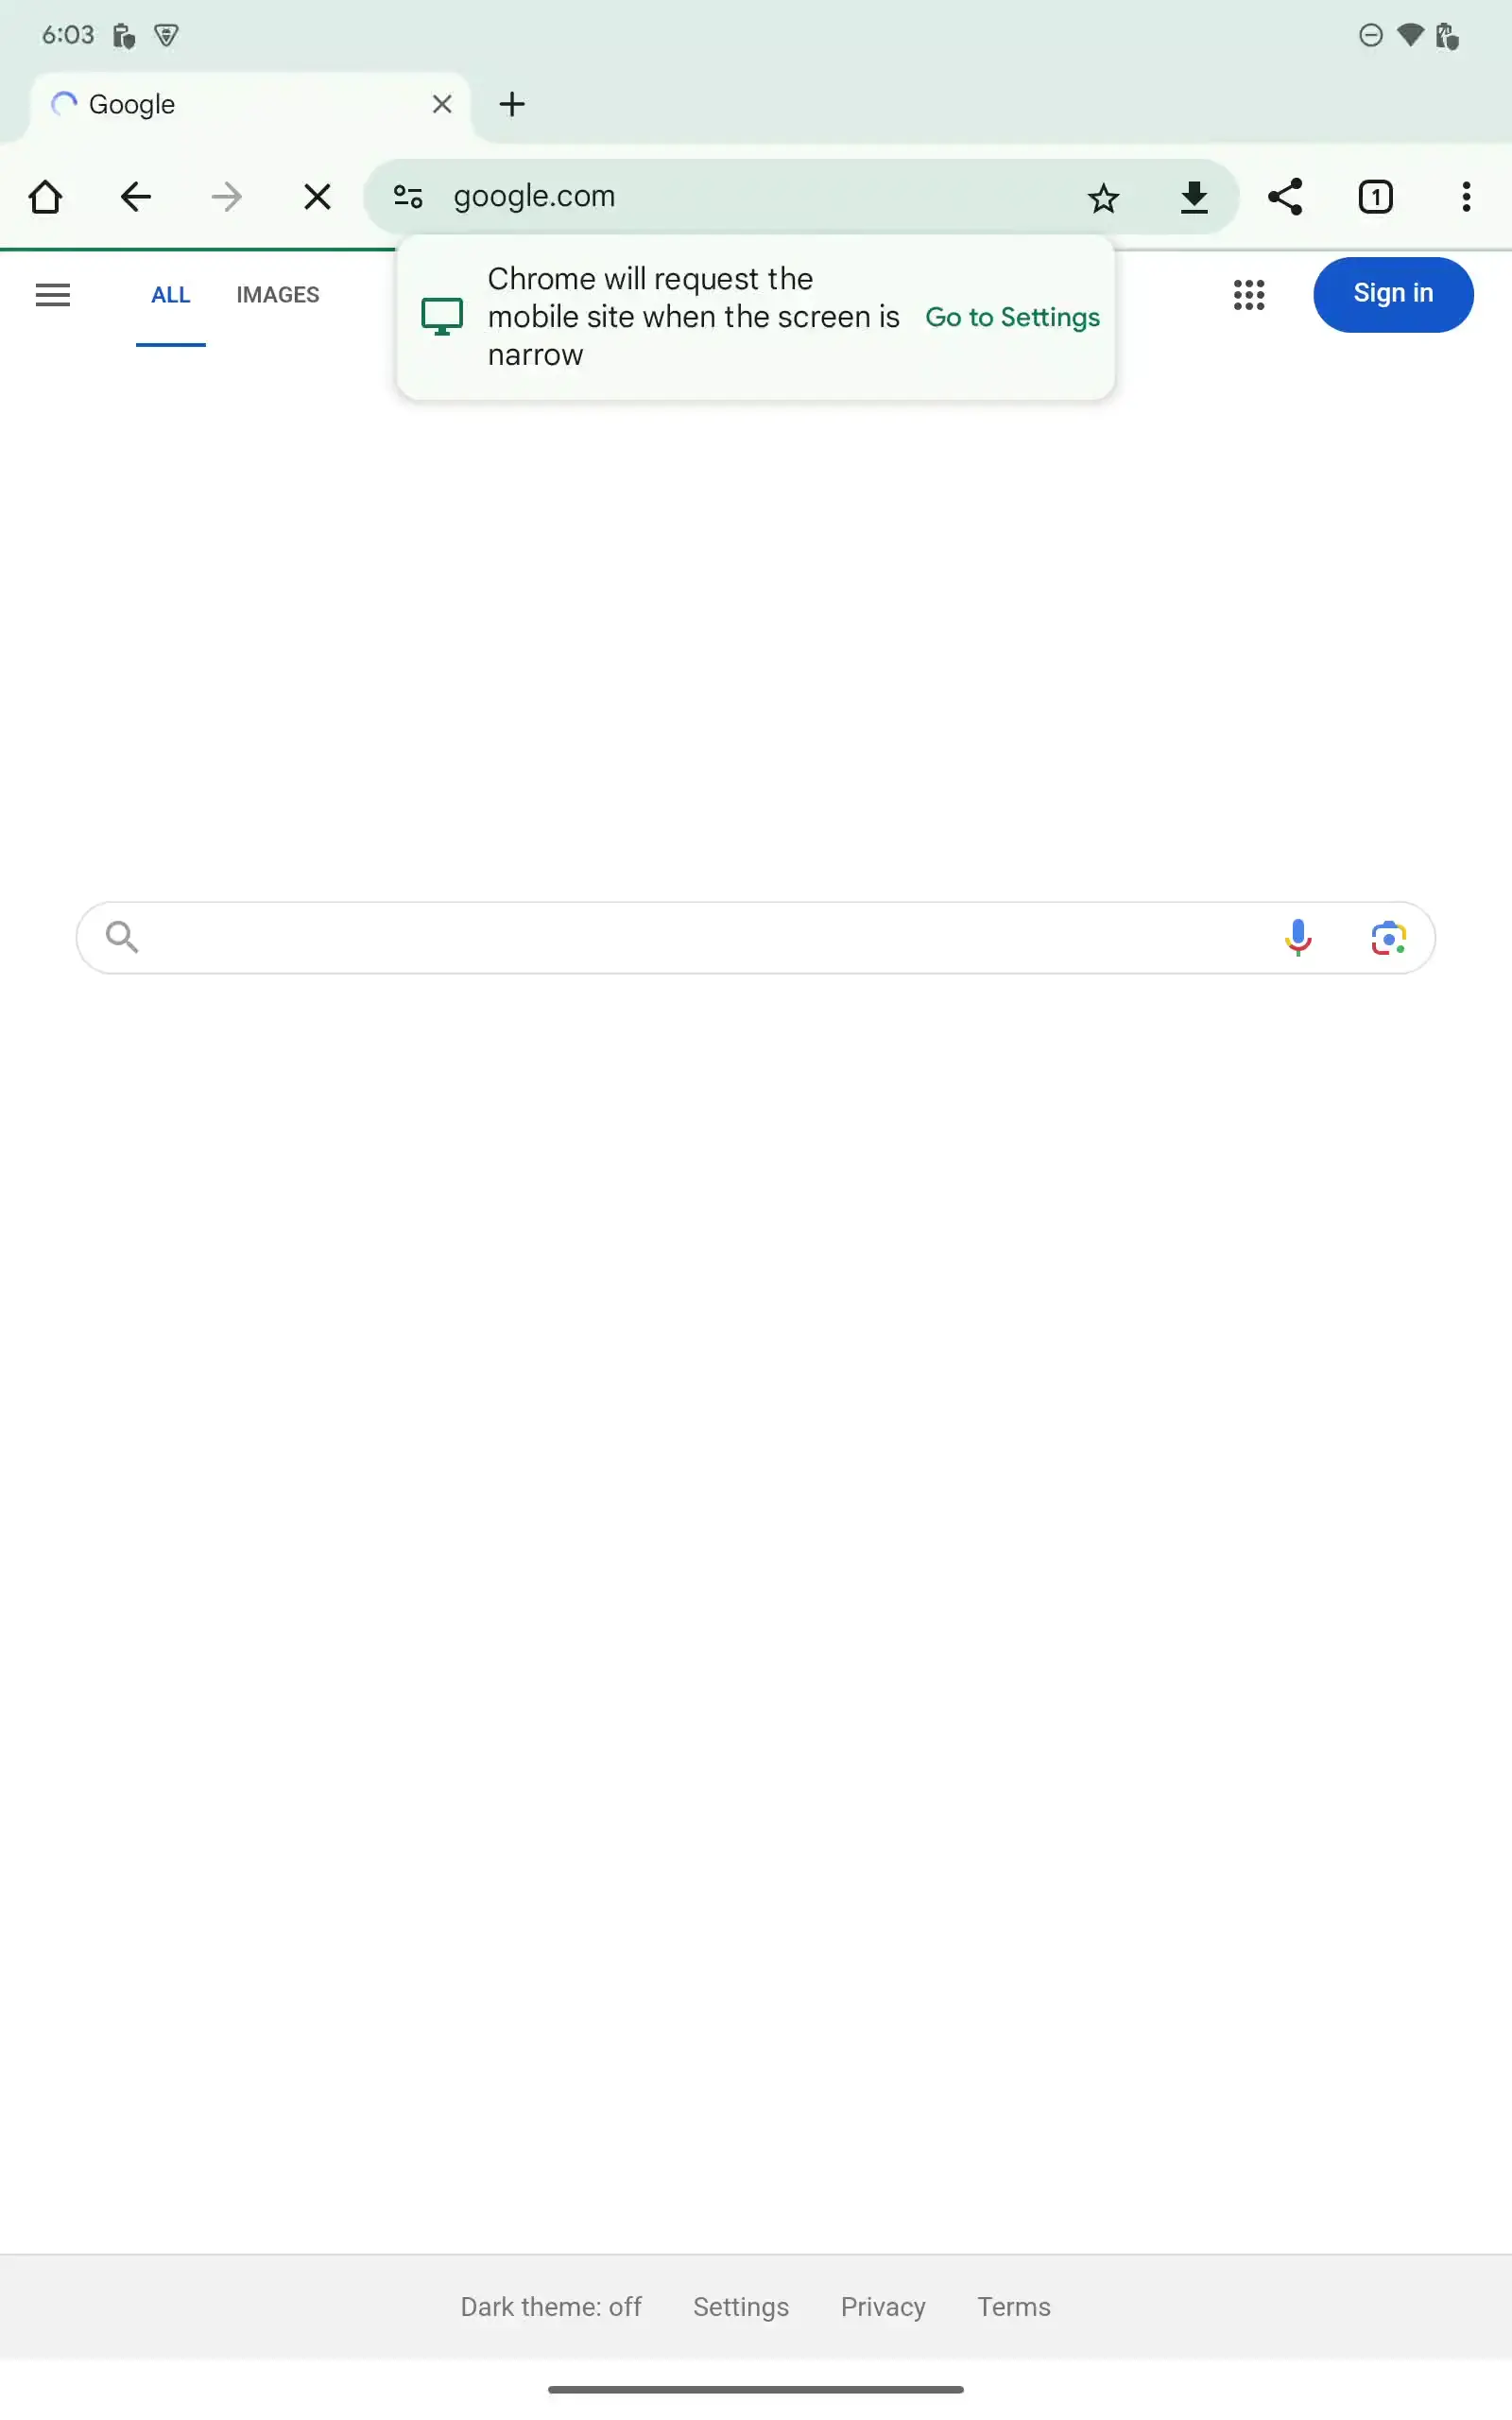 6:03
Google
google.com
1
Chrome will request the
mobile site when the screen is
narrow
Go to Settings
ALL
IMAGES
Sign in
Dark theme: off
Settings
Privacy
Terms